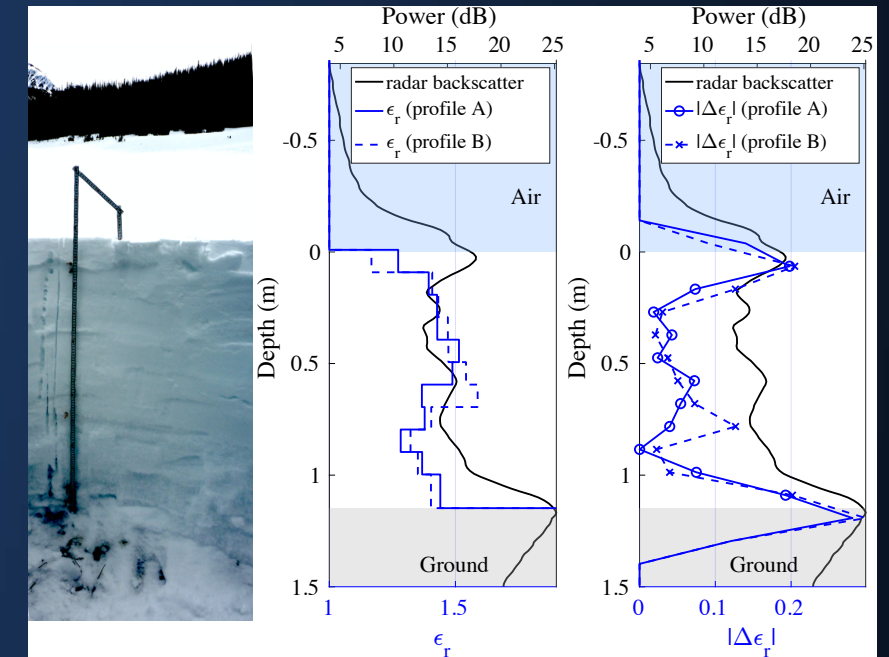 Power (dB)
5 10 15 20 25
radar backscatter
ϵr (profile A)
ϵr (profile B)
Air
-0.5
0
0.5
1
1.5
Depth (m)
Ground
1 1.5
ϵr
Power (dB)
5 10 15 20 25
radar backscatter
|Δϵr| (profile A)
|Δϵr| (profile B)
Air
-0.5
0
0.5
1
1.5
Depth (m)
Ground
0 0.1 0.2
|Δϵr|